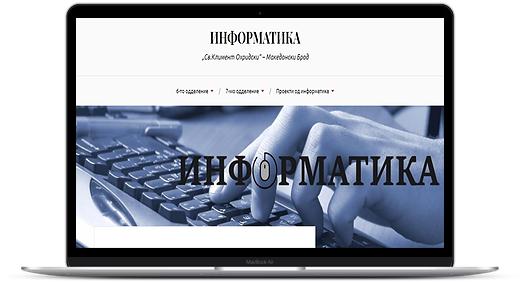 ИНФОРМАТИКА
„Св.Климент Охридски“ – Македонски Брод
6-то одделение / 7-мо одделение / Проекти од информатика
ИНФОРМАТИКА
MacBook Air